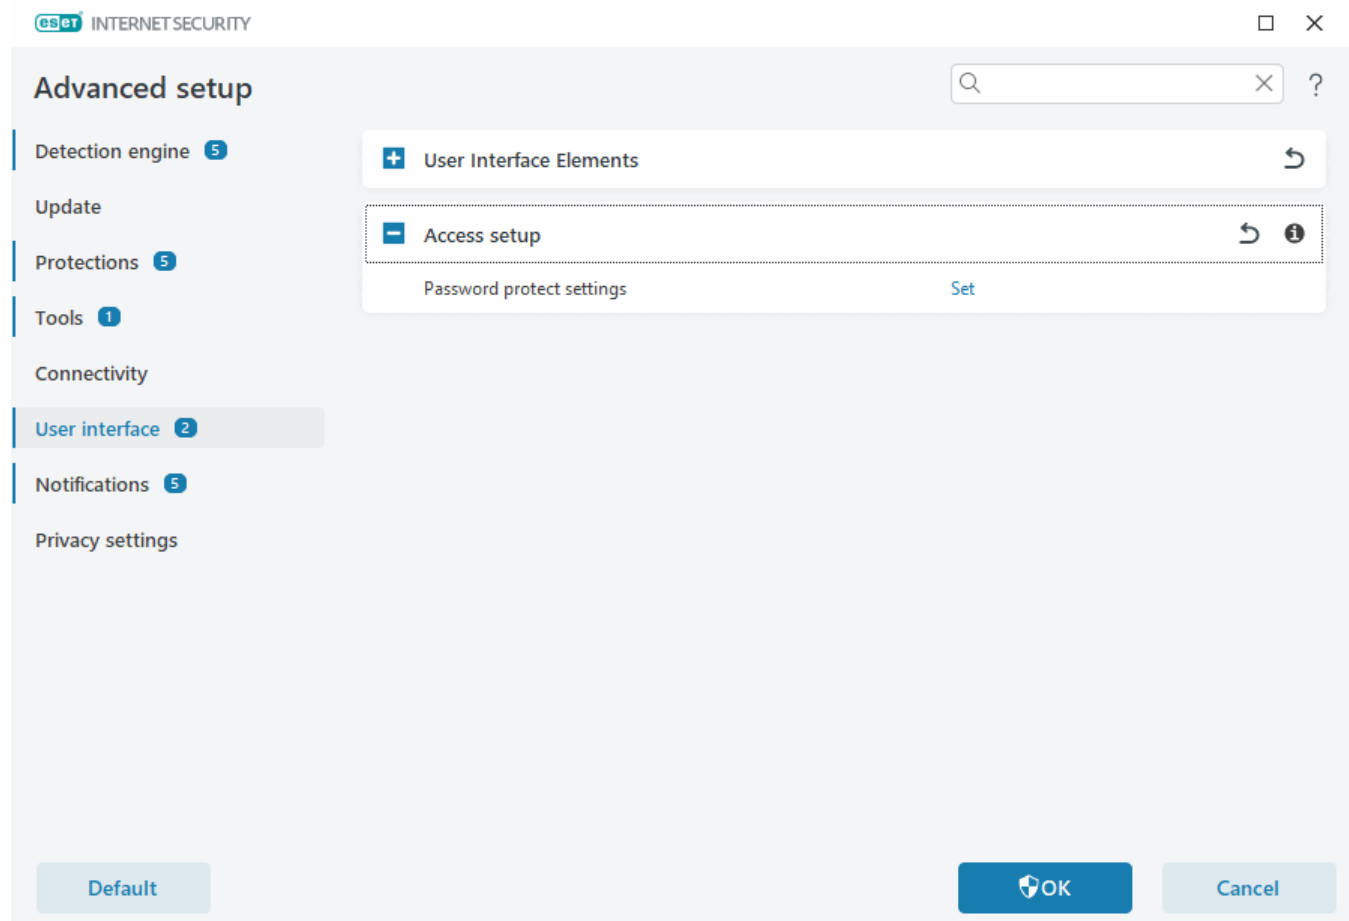 eset INTERNET SECURITY
Advanced setup
?
Detection engine 5
Update
Protections 5
Tools 1
Connectivity
User interface 2
Notifications 5
Privacy settings
User Interface Elements
Access setup
Password protect settings Set
Default
OK
Cancel